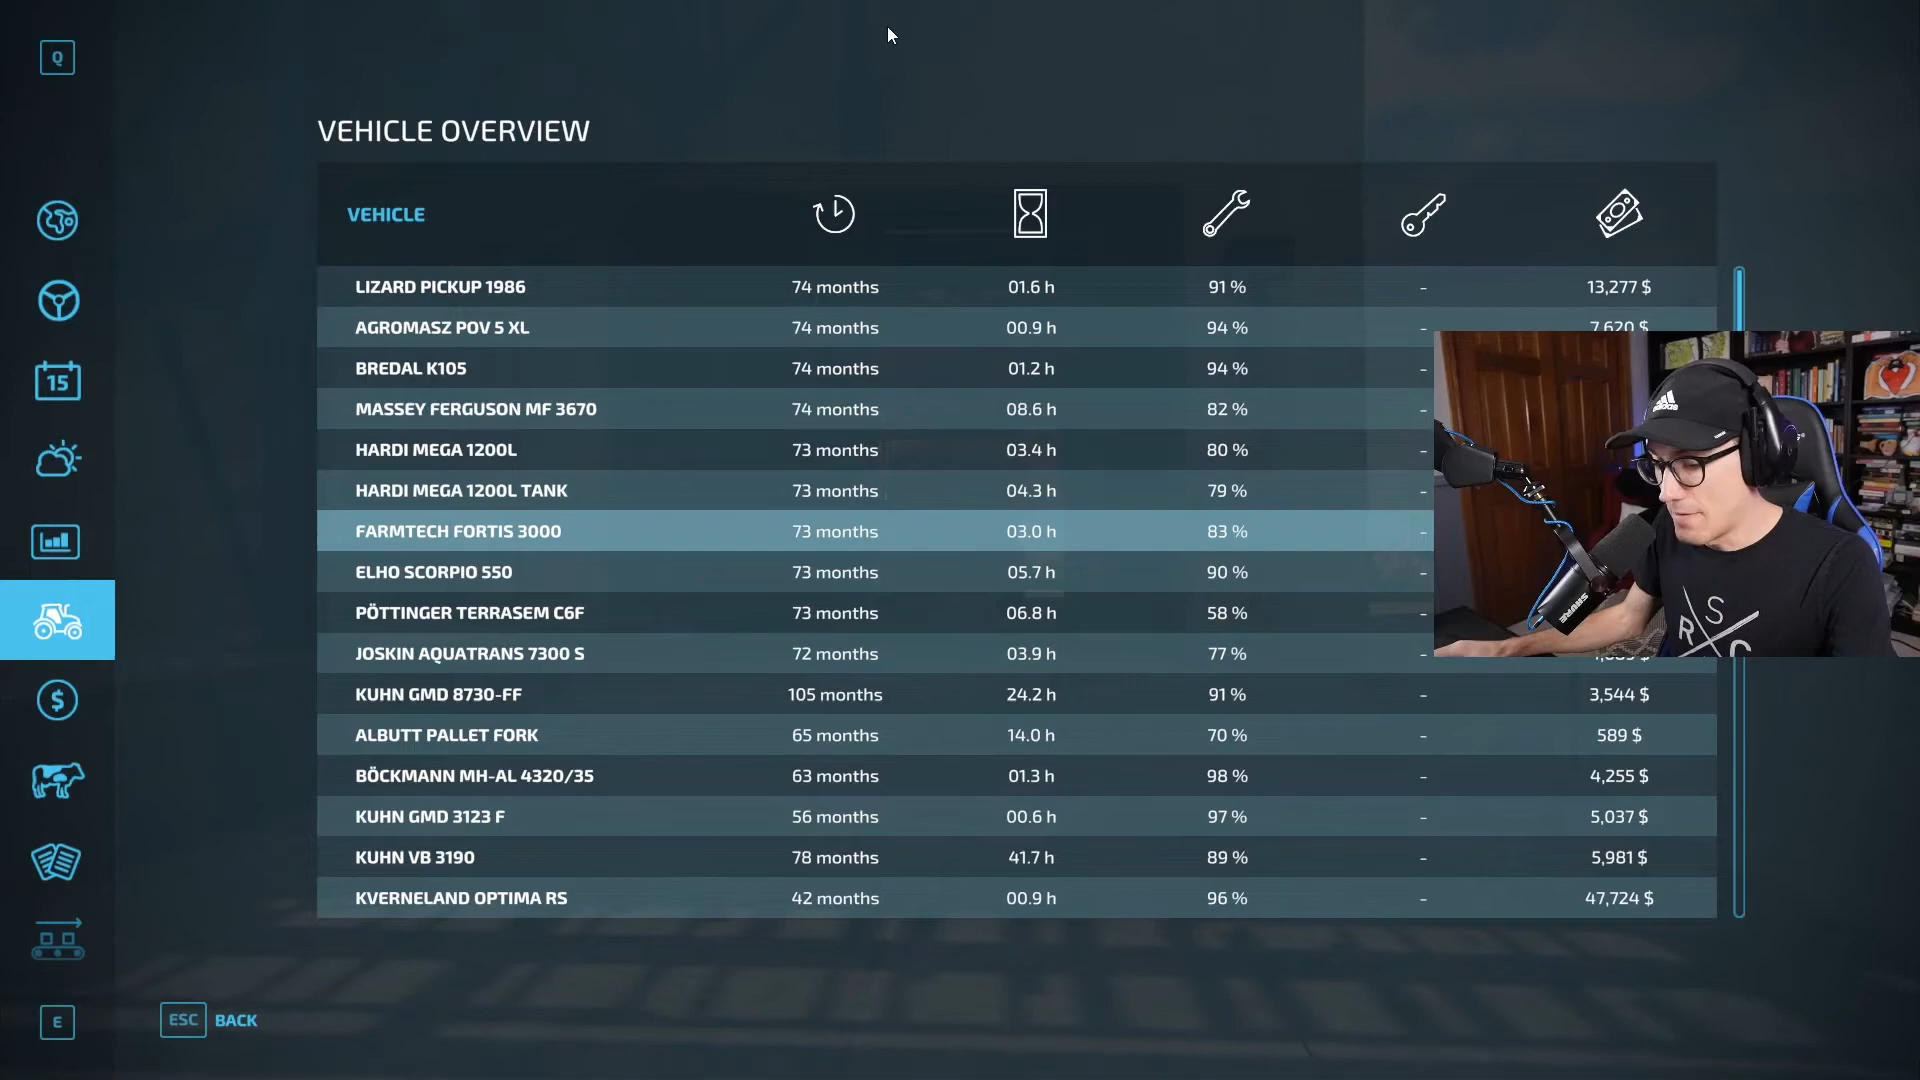 Q
VEHICLE OVERVIEW
VEHICLE
LIZARD PICKUP 1986 74 months 01.6 h 91 % - 13,277 $
AGROMASZ POV 5 XL 74 months 00.9 h 94 % - 7,620 $
BREDAL K105 74 months 01.2 h 94 % -
MASSEY FERGUSON MF 3670 74 months 08.6 h 82 % -
HARDI MEGA 1200L 73 months 03.4 h 80 % -
HARDI MEGA 1200L TANK 73 months 04.3 h 79 % -
FARMTECH FORTIS 3000 73 months 03.0 h 83 % -
ELHO SCORPIO 550 73 months 05.7 h 90 % -
PÖTTINGER TERRASEM C6F 73 months 06.8 h 58 % -
JOSKIN AQUATRANS 7300 S 72 months 03.9 h 77 % -
KUHN GMD 8730-FF 105 months 24.2 h 91 % - 3,544 $
ALBUTT PALLET FORK 65 months 14.0 h 70 % - 589 $
BÖCKMANN MH-AL 4320/35 63 months 01.3 h 98 % - 4,255 $
KUHN GMD 3123 F 56 months 00.6 h 97 % - 5,037 $
KUHN VB 3190 78 months 41.7 h 89 % - 5,981 $
KVERNELAND OPTIMA RS 42 months 00.9 h 96 % - 47,724 $
15
$
E
ESC BACK
adidas
SHURE
S
R
C